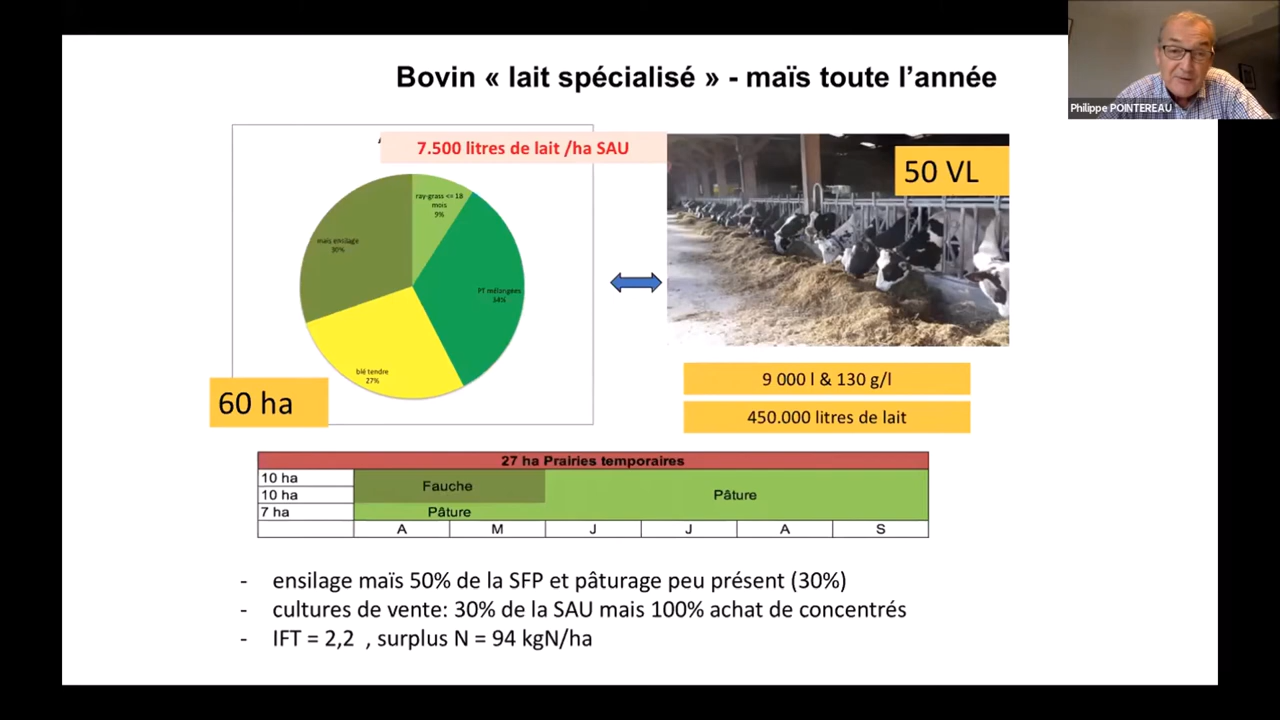 Bovin « lait spécialisé » - maïs toute l’année
Philippe POINTEREAU
7.500 litres de lait /ha SAU
50 VL
ray-grass <= 18
mois
9%
maïs ensilage
30%
PT mélangées
34%
blé tendre
27%
60 ha
9 000 l & 130 g/l
450.000 litres de lait
27 ha Prairies temporaires
10 ha
Fauche
10 ha
Pâture
7 ha
Pâture
A M J J A S
- ensilage maïs 50% de la SFP et pâturage peu présent (30%)
- cultures de vente: 30% de la SAU mais 100% achat de concentrés
- IFT = 2,2 , surplus N = 94 kgN/ha